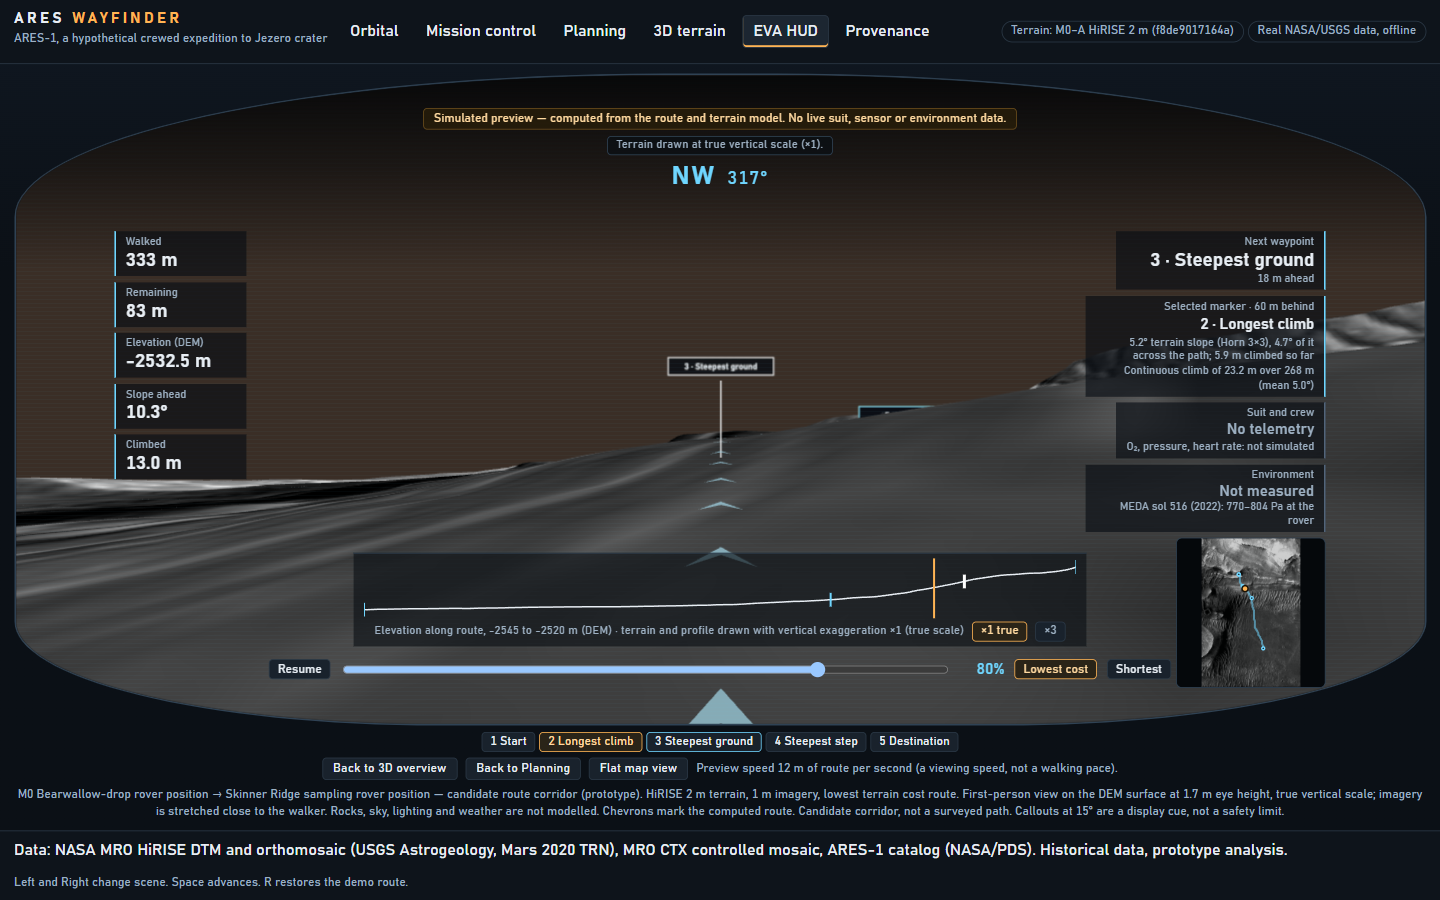 ARES WAYFINDER
ARES-1, a hypothetical crewed expedition to Jezero crater
Orbital
Mission control
Planning
3D terrain
EVA HUD
Provenance
Terrain: M0-A HiRISE 2 m (f8de9017164a)
Real NASA/USGS data, offline
Simulated preview — computed from the route and terrain model. No live suit, sensor or environment data.
Terrain drawn at true vertical scale (×1).
NW 317°
Walked
333 m
Remaining
83 m
Elevation (DEM)
-2532.5 m
Slope ahead
10.3°
Climbed
13.0 m
Next waypoint
3 · Steepest ground
18 m ahead
Selected marker · 60 m behind
2 · Longest climb
5.2° terrain slope (Horn 3×3), 4.7° of it
across the path; 5.9 m climbed so far
Continuous climb of 23.2 m over 268 m
(mean 5.0°)
Suit and crew
No telemetry
O₂, pressure, heart rate: not simulated
Environment
Not measured
MEDA sol 516 (2022): 770–804 Pa at the
rover
3 · Steepest ground
Elevation along route, -2545 to -2520 m (DEM) · terrain and profile drawn with vertical exaggeration ×1 (true scale)
×1 true
×3
Resume
80%
Lowest cost
Shortest
1 Start
2 Longest climb
3 Steepest ground
4 Steepest step
5 Destination
Back to 3D overview
Back to Planning
Flat map view
Preview speed 12 m of route per second (a viewing speed, not a walking pace).
M0 Bearwallow-drop rover position → Skinner Ridge sampling rover position — candidate route corridor (prototype). HiRISE 2 m terrain, 1 m imagery, lowest terrain cost route. First-person view on the DEM surface at 1.7 m eye height, true vertical scale; imagery
is stretched close to the walker. Rocks, sky, lighting and weather are not modelled. Chevrons mark the computed route. Candidate corridor, not a surveyed path. Callouts at 15° are a display cue, not a safety limit.
Data: NASA MRO HiRISE DTM and orthomosaic (USGS Astrogeology, Mars 2020 TRN), MRO CTX controlled mosaic, ARES-1 catalog (NASA/PDS). Historical data, prototype analysis.
Left and Right change scene. Space advances. R restores the demo route.